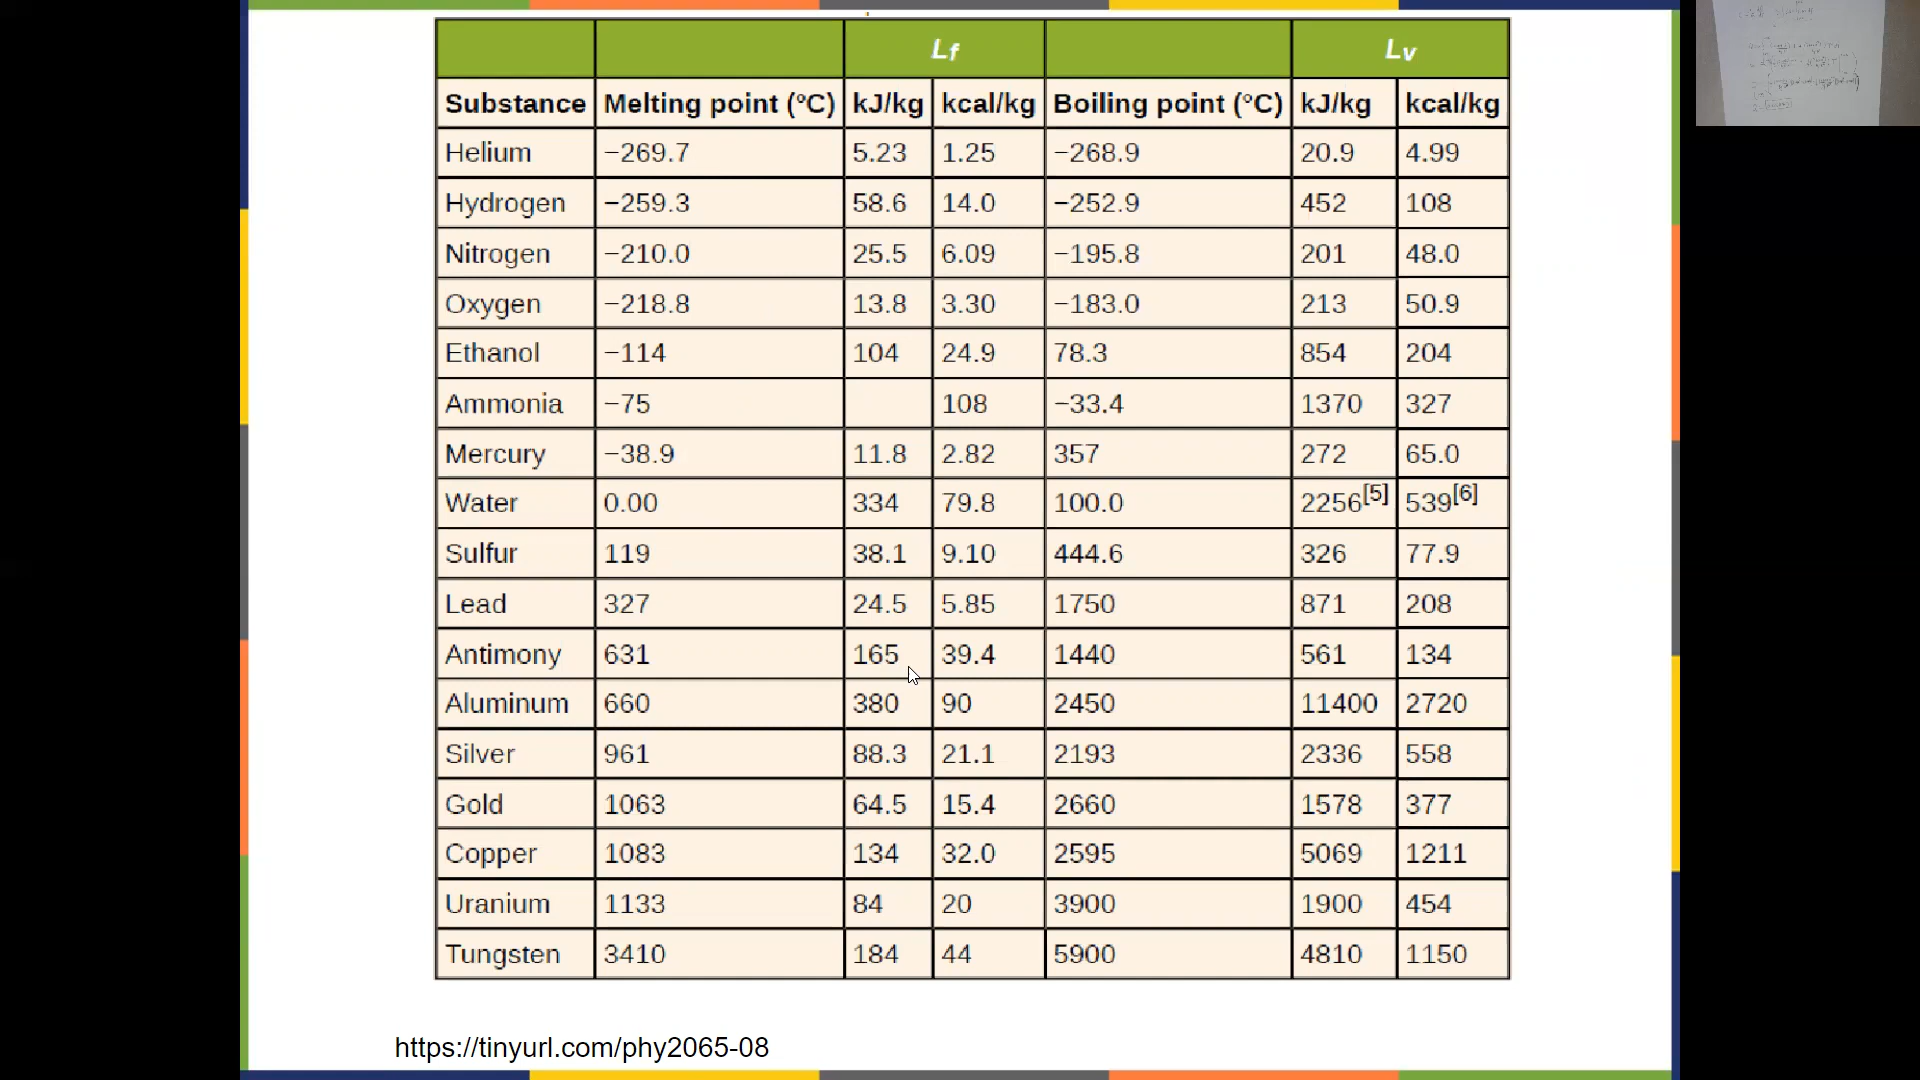 Lf Lv
Substance Melting point (°C) kJ/kg kcal/kg Boiling point (°C) kJ/kg kcal/kg
Helium −269.7 5.23 1.25 −268.9 20.9 4.99
Hydrogen −259.3 58.6 14.0 −252.9 452 108
Nitrogen −210.0 25.5 6.09 −195.8 201 48.0
Oxygen −218.8 13.8 3.30 −183.0 213 50.9
Ethanol −114 104 24.9 78.3 854 204
Ammonia −75 108 −33.4 1370 327
Mercury −38.9 11.8 2.82 357 272 65.0
Water 0.00 334 79.8 100.0 2256[5] 539[6]
Sulfur 119 38.1 9.10 444.6 326 77.9
Lead 327 24.5 5.85 1750 871 208
Antimony 631 165 39.4 1440 561 134
Aluminum 660 380 90 2450 11400 2720
Silver 961 88.3 21.1 2193 2336 558
Gold 1063 64.5 15.4 2660 1578 377
Copper 1083 134 32.0 2595 5069 1211
Uranium 1133 84 20 3900 1900 454
Tungsten 3410 184 44 5900 4810 1150
https://tinyurl.com/phy2065-08